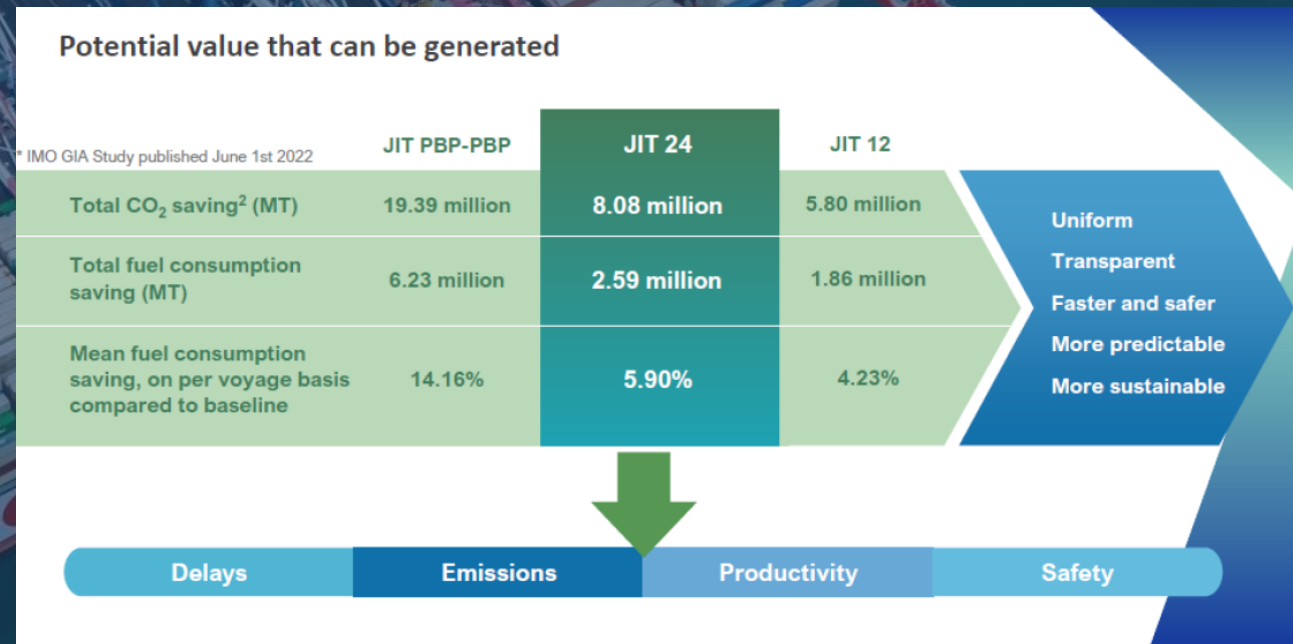 Potential value that can be generated
* IMO GIA Study published June 1st 2022
JIT PBP-PBP
JIT 24
JIT 12
Total CO₂ saving² (MT)
19.39 million
8.08 million
5.80 million
Total fuel consumption
saving (MT)
6.23 million
2.59 million
1.86 million
Mean fuel consumption
saving, on per voyage basis
compared to baseline
14.16%
5.90%
4.23%
Uniform
Transparent
Faster and safer
More predictable
More sustainable
Delays
Emissions
Productivity
Safety